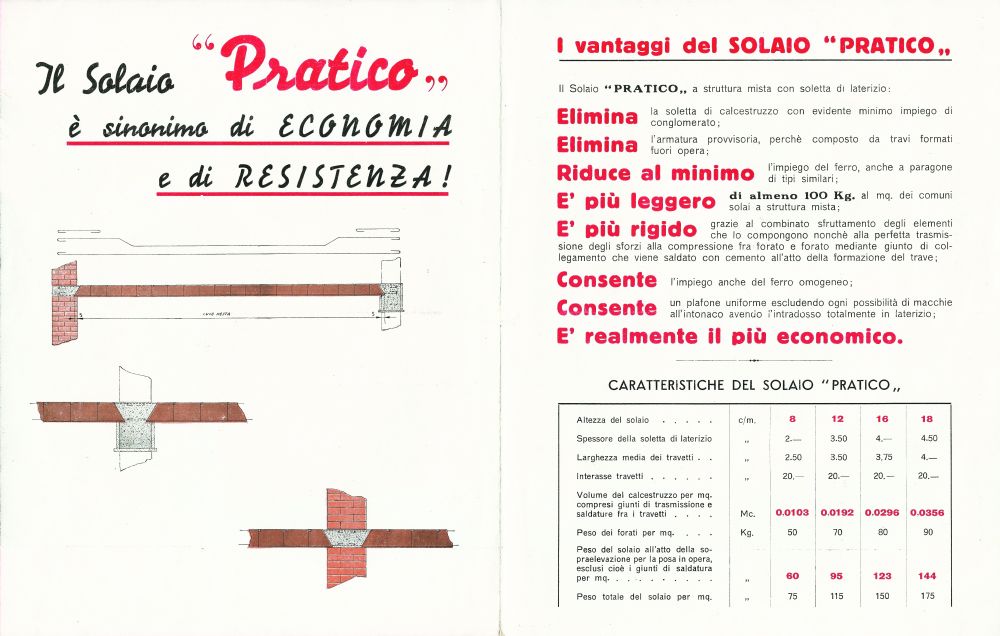 Il Solaio “Pratico„
è sinonimo di ECONOMIA
e di RESISTENZA!
5
LUCE NETTA
5
I vantaggi del SOLAIO “PRATICO„
Il Solaio “PRATICO„ a struttura mista con soletta di laterizio:
Elimina la soletta di calcestruzzo con evidente minimo impiego di
conglomerato;
Elimina l'armatura provvisoria, perchè composto da travi formati
fuori opera;
Riduce al minimo l'impiego del ferro, anche a paragone
di tipi similari;
E' più leggero di almeno 100 Kg. al mq. dei comuni
solai a struttura mista;
E' più rigido grazie al combinato sfruttamento degli elementi
che lo compongono nonchè alla perfetta trasmis-
sione degli sforzi alla compressione fra forato e forato mediante giunto di col-
legamento che viene saldato con cemento all'atto della formazione del trave;
Consente l'impiego anche del ferro omogeneo;
Consente un plafone uniforme escludendo ogni possibilità di macchie
all'intonaco avendo l'intradosso totalmente in laterizio;
E' realmente il più economico.
CARATTERISTICHE DEL SOLAIO “PRATICO„
Altezza del solaio . . . . . c/m. 8 12 16 18
Spessore della soletta di laterizio „ 2.— 3.50 4.— 4.50
Larghezza media dei travetti . . „ 2.50 3.50 3.75 4.—
Interasse travetti . . . . . . „ 20.— 20.— 20.— 20.—
Volume del calcestruzzo per mq.
compresi giunti di trasmissione e
saldature fra i travetti . . . . Mc. 0.0103 0.0192 0.0296 0.0356
Peso dei forati per mq. . . . Kg. 50 70 80 90
Peso del solaio all'atto della so-
praelevazione per la posa in opera,
esclusi cioè i giunti di saldatura
per mq. . . . . . . . . . „ 60 95 123 144
Peso totale del solaio per mq. „ 75 115 150 175